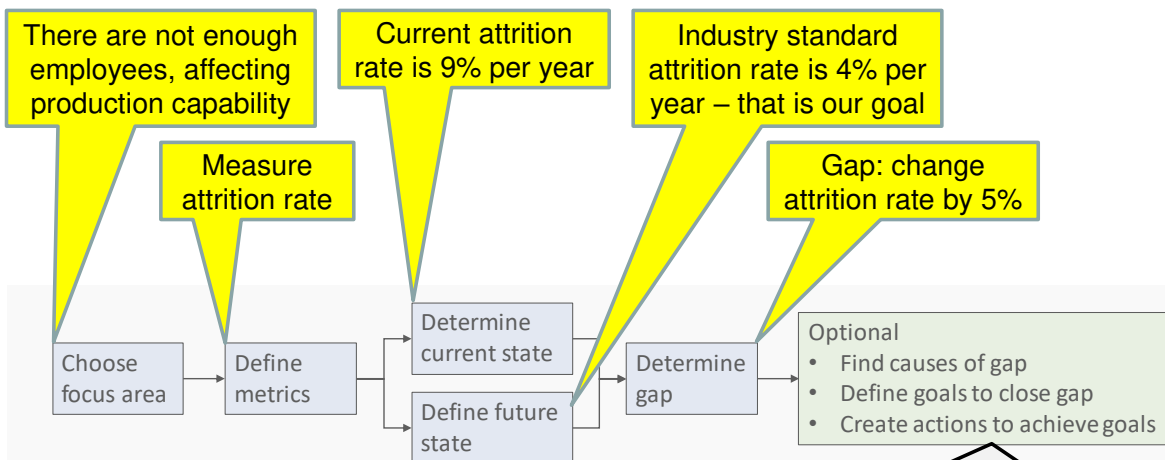 There are not enough
employees, affecting
production capability
Current attrition
rate is 9% per year
Industry standard
attrition rate is 4% per
year – that is our goal
Measure
attrition rate
Gap: change
attrition rate by 5%
Choose
focus area
Define
metrics
Determine
current state
Define future
state
Determine
gap
Optional
• Find causes of gap
• Define goals to close gap
• Create actions to achieve goals